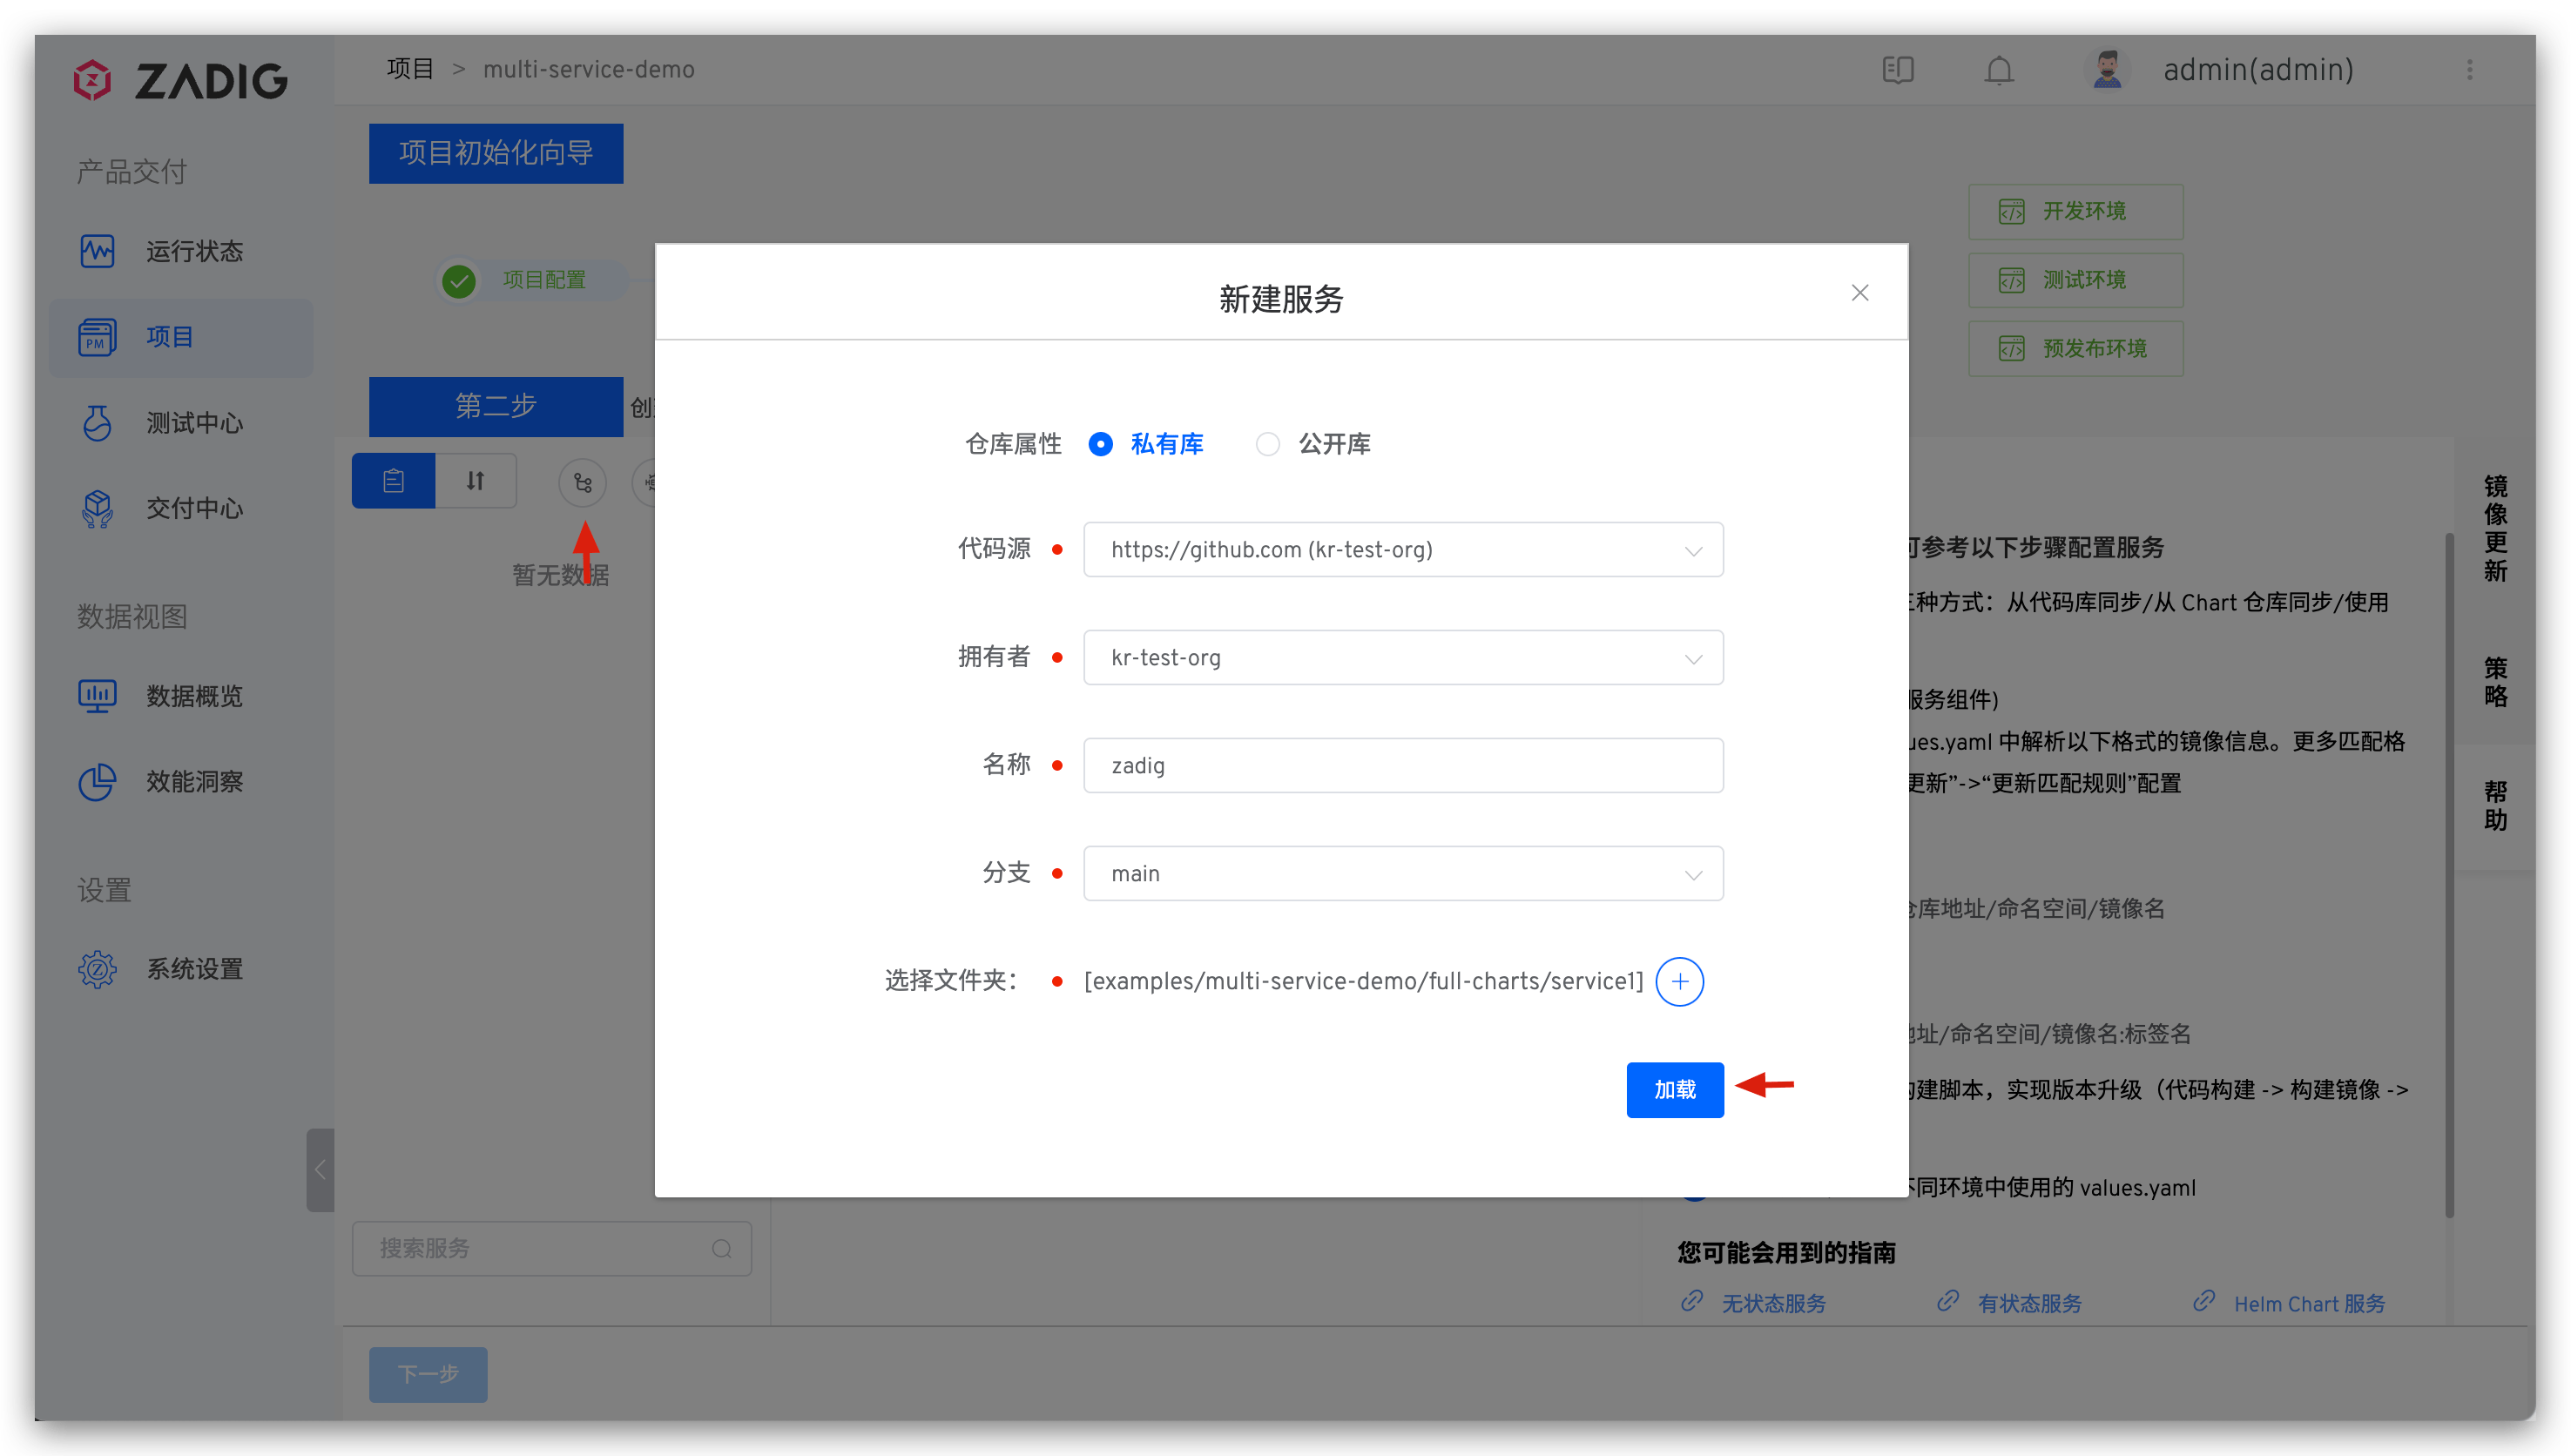 ZADIG
项目 > multi-service-demo
admin(admin)
产品交付
运行状态
PM
项目
测试中心
交付中心
数据视图
数据概览
效能洞察
设置
系统设置
项目初始化向导
项目配置
开发环境
测试环境
预发布环境
第二步
暂无数据
搜索服务
下一步
新建服务
仓库属性 私有库 公开库
代码源 https://github.com (kr-test-org)
拥有者 kr-test-org
名称 zadig
分支 main
选择文件夹： [examples/multi-service-demo/full-charts/service1]
加载
可参考以下步骤配置服务
三种方式：从代码库同步/从 Chart 仓库同步/使用
服务组件)
ues.yaml 中解析以下格式的镜像信息。更多匹配格
更新”->“更新匹配规则”配置
仓库地址/命名空间/镜像名
地址/命名空间/镜像名:标签名
构建脚本，实现版本升级（代码构建 -> 构建镜像 ->
不同环境中使用的 values.yaml
您可能会用到的指南
无状态服务
有状态服务
Helm Chart 服务
镜像更新
策略
帮助